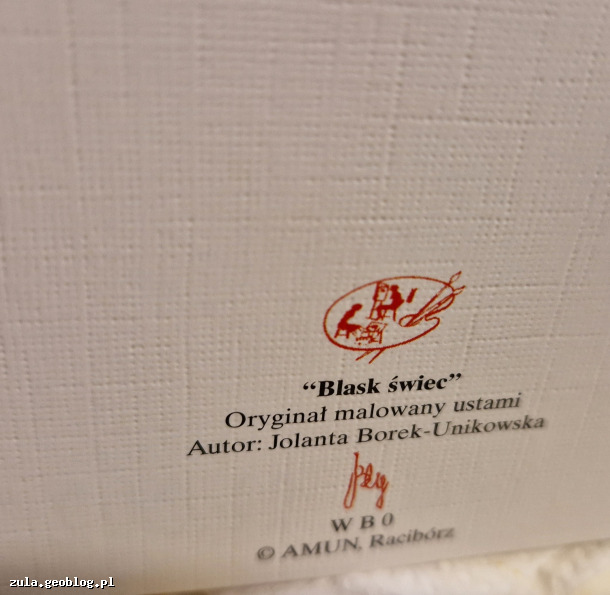 “Blask świec”
Oryginał malowany ustami
Autor: Jolanta Borek-Unikowska
W B 0
© AMUN, Racibórz
zula.geoblog.pl